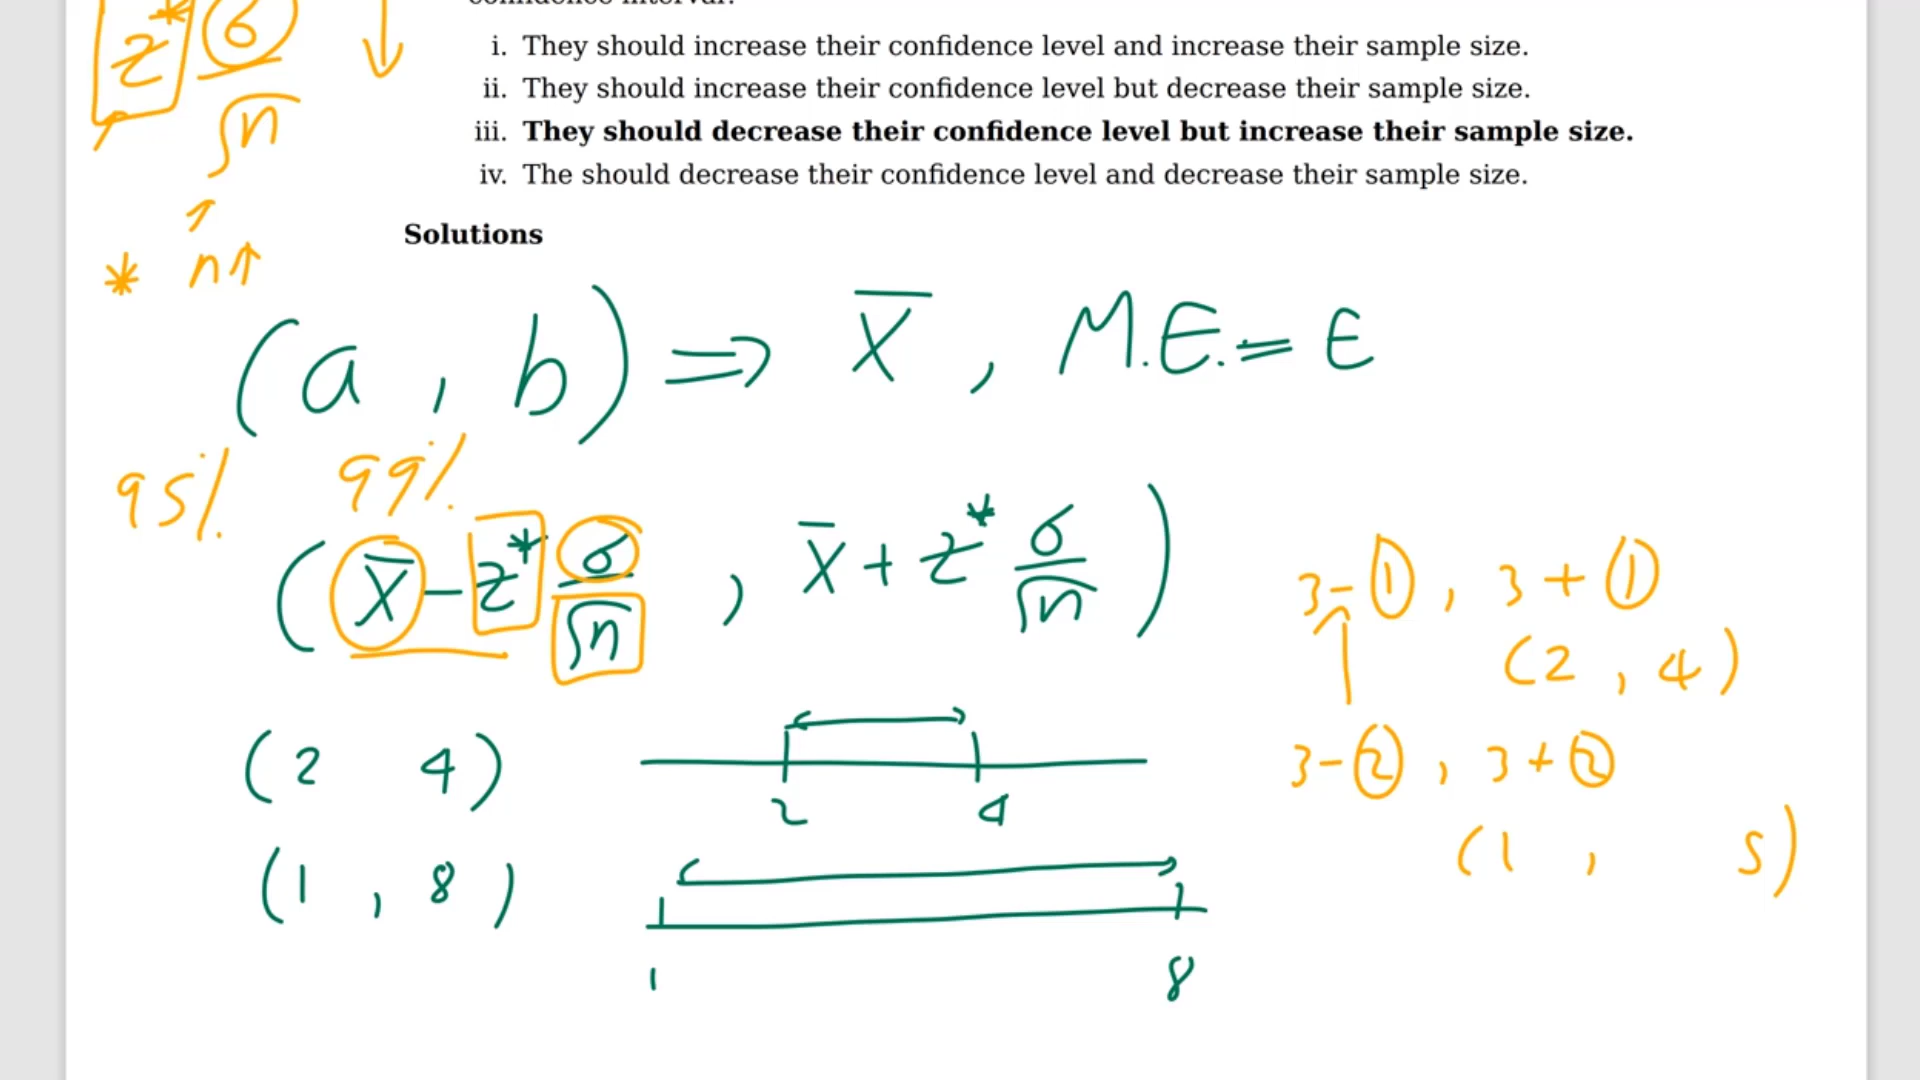 confidence interval.
i. They should increase their confidence level and increase their sample size.
ii. They should increase their confidence level but decrease their sample size.
iii. They should decrease their confidence level but increase their sample size.
iv. The should decrease their confidence level and decrease their sample size.
z* σ/√n ↓
↑
* n↑
Solutions
(a , b) ⇒ X̄ , M.E. = E
95% 99%
(X̄ − z* σ/√n , X̄ + z* σ/√n)
3-1, 3+1
(2, 4)
3-2, 3+2
(1, 5)
(2 4)
2 4
(1, 8)
1 8